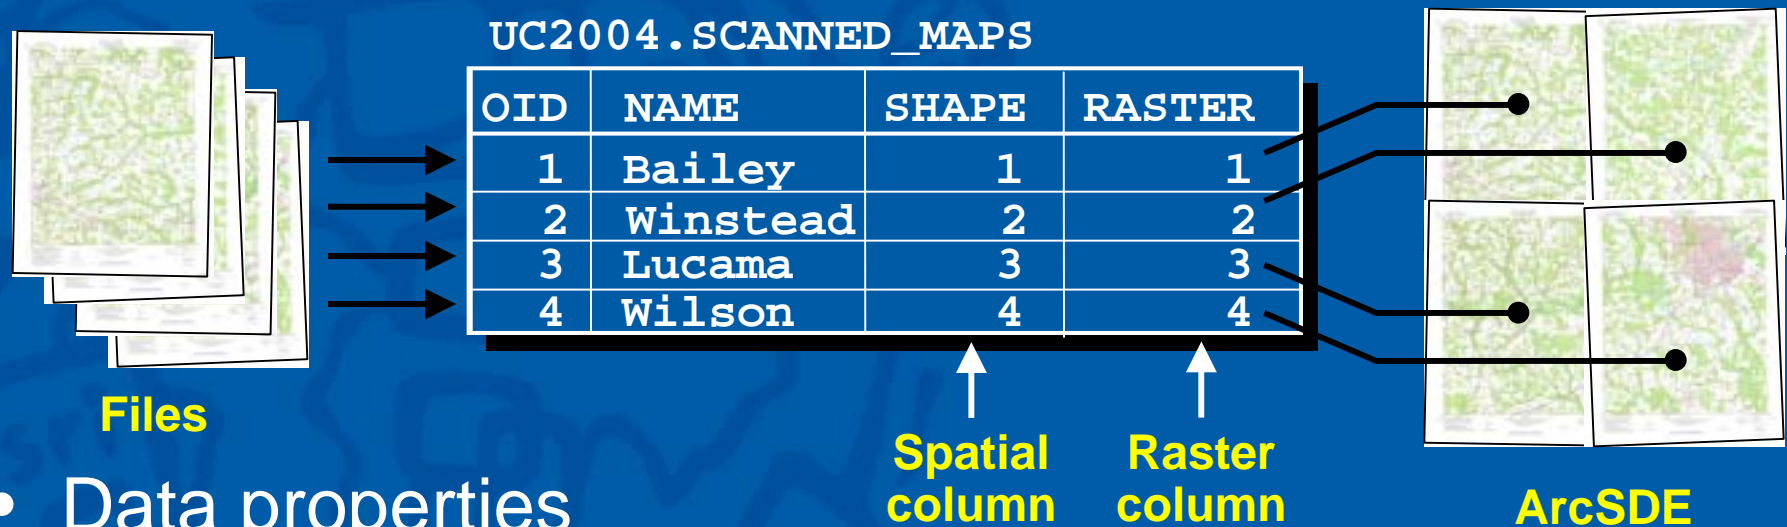 UC2004.SCANNED_MAPS
OID NAME SHAPE RASTER
1 Bailey 1 1
2 Winstead 2 2
3 Lucama 3 3
4 Wilson 4 4
Files
Spatial column
Raster column
ArcSDE
• Data properties